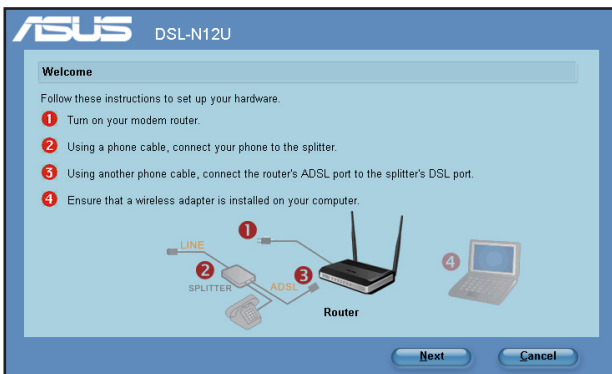 ASUS DSL-N12U
Welcome
Follow these instructions to set up your hardware.
1 Turn on your modem router.
2 Using a phone cable, connect your phone to the splitter.
3 Using another phone cable, connect the router's ADSL port to the splitter's DSL port.
4 Ensure that a wireless adapter is installed on your computer.
1
LINE
2
SPLITTER
ADSL
3
4
Router
Next Cancel